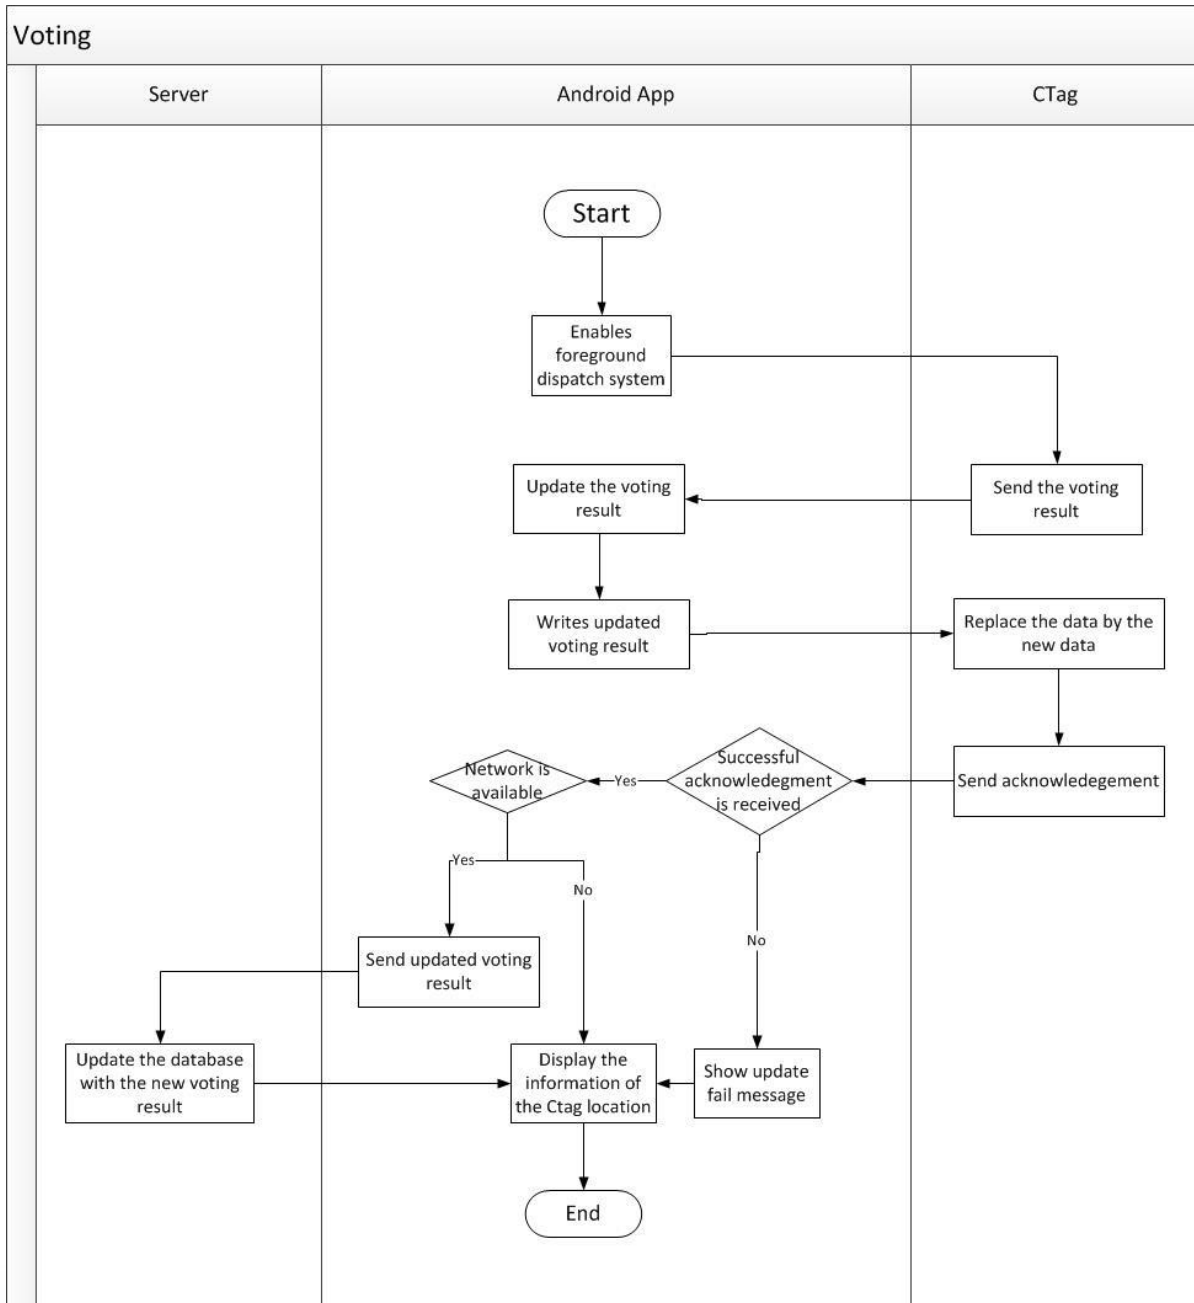 Voting
Server
Android App
CTag
Start
Enables
foreground
dispatch system
Update the voting
result
Send the voting
result
Writes updated
voting result
Replace the data by the
new data
Network is
available
Yes
Successful
acknowledegment
is received
Send acknowledegement
Yes
No
No
Send updated voting
result
Update the database
with the new voting
result
Display the
information of
the Ctag location
Show update
fail message
End